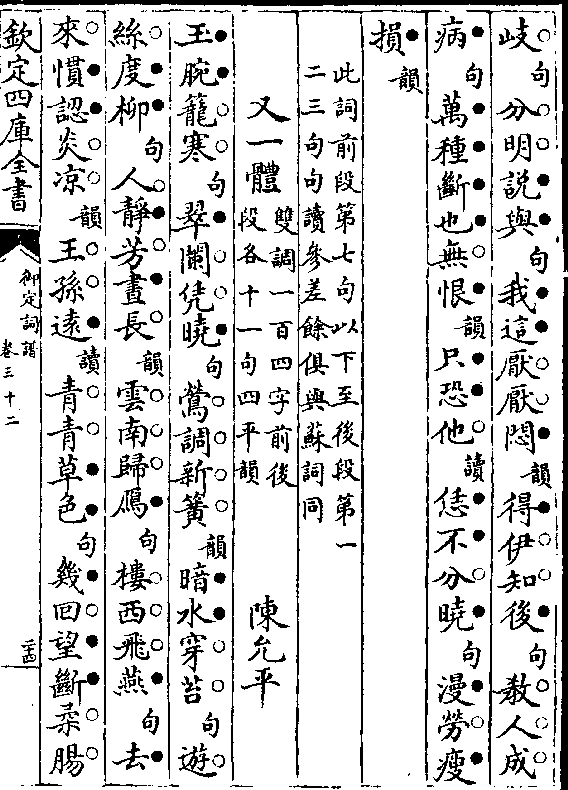 歧句分明說與句我這厭厭悶韻得伊知後句教人成
病句萬種斷也無恨韻只恐他讀恁不分曉句漫勞瘦
損韻
此詞前段第七句以下至後段第一
二三句句讀參差餘俱與蘇詞同
又一體 雙調一百四字前後
段各十一句四平韻 陳允平
玉腕籠寒句翠闌凭曉句鶯調新簧韻暗水穿苔句遊
絲度柳句人靜芳晝長韻雲南歸鴈句樓西飛燕句去
來慣認炎凉韻王孫遠讀青青草色句幾回望斷柔腸
欽定四庫全書
御定詞譜
卷三十二
二十四